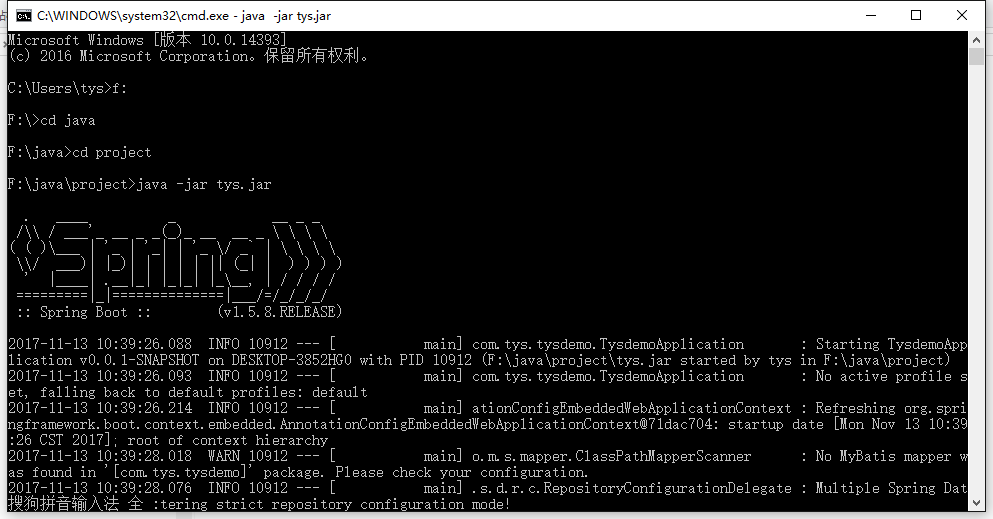 C:\WINDOWS\system32\cmd.exe - java  -jar tys.jar
Microsoft Windows [版本 10.0.14393]
(c) 2016 Microsoft Corporation。保留所有权利。
C:\Users\tys>f:
F:\>cd java
F:\java>cd project
F:\java\project>java -jar tys.jar
:: Spring Boot ::        (v1.5.8.RELEASE)
2017-11-13 10:39:26.088  INFO 10912 --- [           main] com.tys.tysdemo.TysdemoApplication       : Starting TysdemoApp
lication v0.0.1-SNAPSHOT on DESKTOP-3852HG0 with PID 10912 (F:\java\project\tys.jar started by tys in F:\java\project)
2017-11-13 10:39:26.093  INFO 10912 --- [           main] com.tys.tysdemo.TysdemoApplication       : No active profile s
et, falling back to default profiles: default
2017-11-13 10:39:26.214  INFO 10912 --- [           main] ationConfigEmbeddedWebApplicationContext : Refreshing org.spri
ngframework.boot.context.embedded.AnnotationConfigEmbeddedWebApplicationContext@71dac704: startup date [Mon Nov 13 10:39
:26 CST 2017]; root of context hierarchy
2017-11-13 10:39:28.018  WARN 10912 --- [           main] o.m.s.mapper.ClassPathMapperScanner      : No MyBatis mapper w
as found in '[com.tys.tysdemo]' package. Please check your configuration.
2017-11-13 10:39:28.076  INFO 10912 --- [           main] .s.d.r.c.RepositoryConfigurationDelegate : Multiple Spring Dat
搜狗拼音输入法 全 :tering strict repository configuration mode!